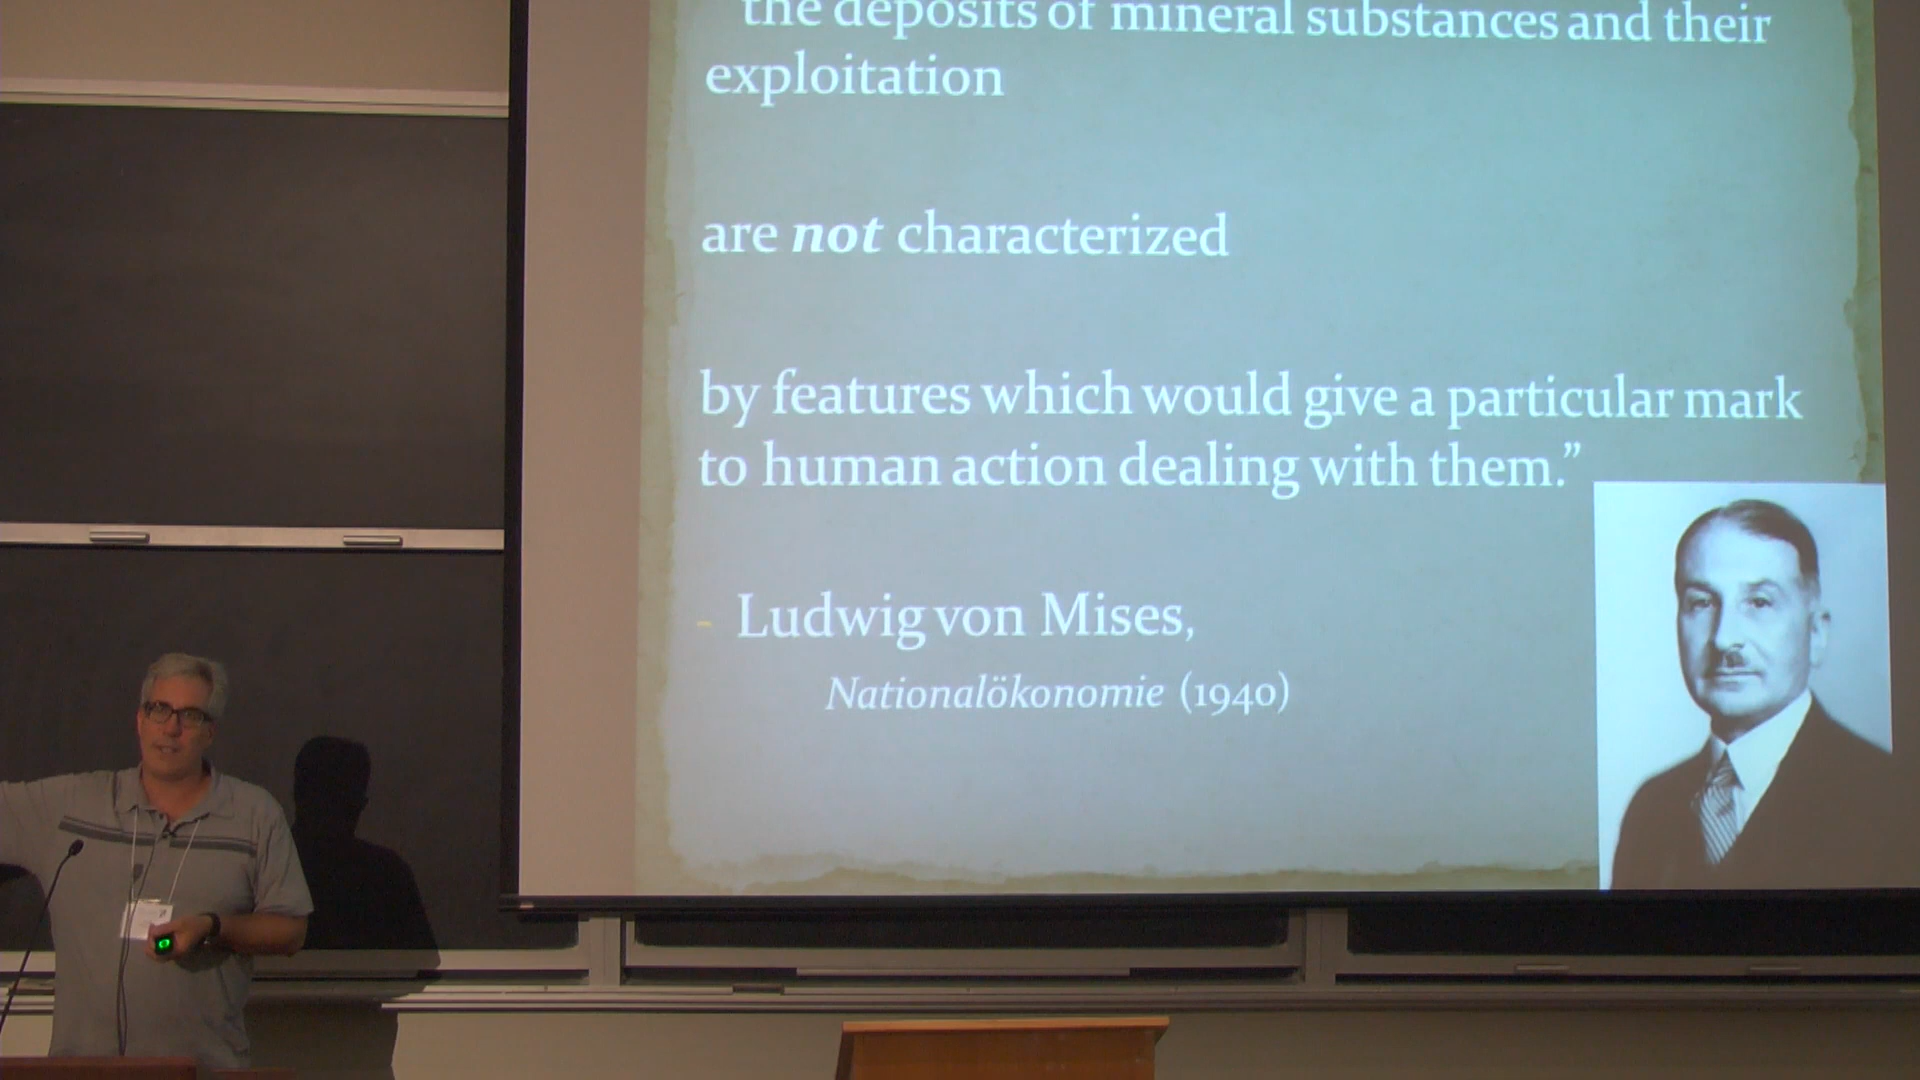 the deposits of mineral substances and their
exploitation
are not characterized
by features which would give a particular mark
to human action dealing with them.”
- Ludwig von Mises,
Nationalökonomie (1940)